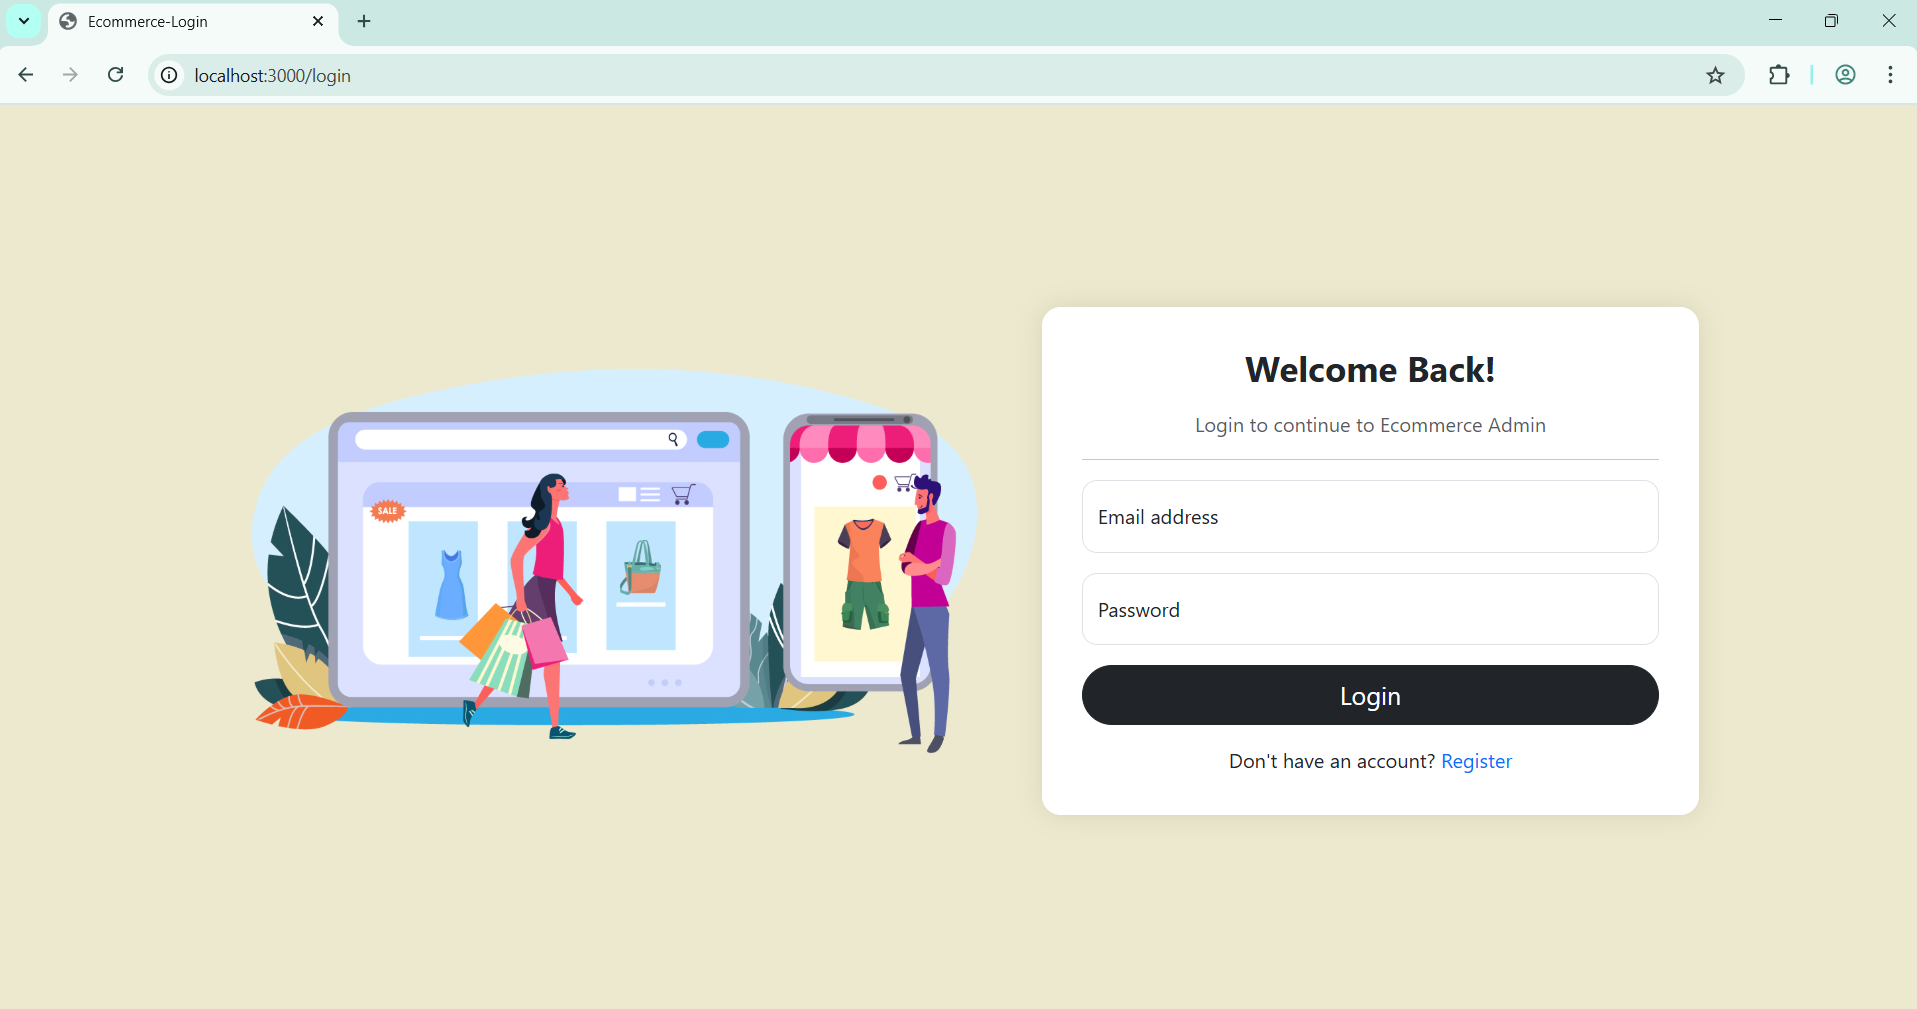 Ecommerce-Login
localhost:3000/login
SALE
Welcome Back!
Login to continue to Ecommerce Admin
Email address
Password
Login
Don't have an account? Register